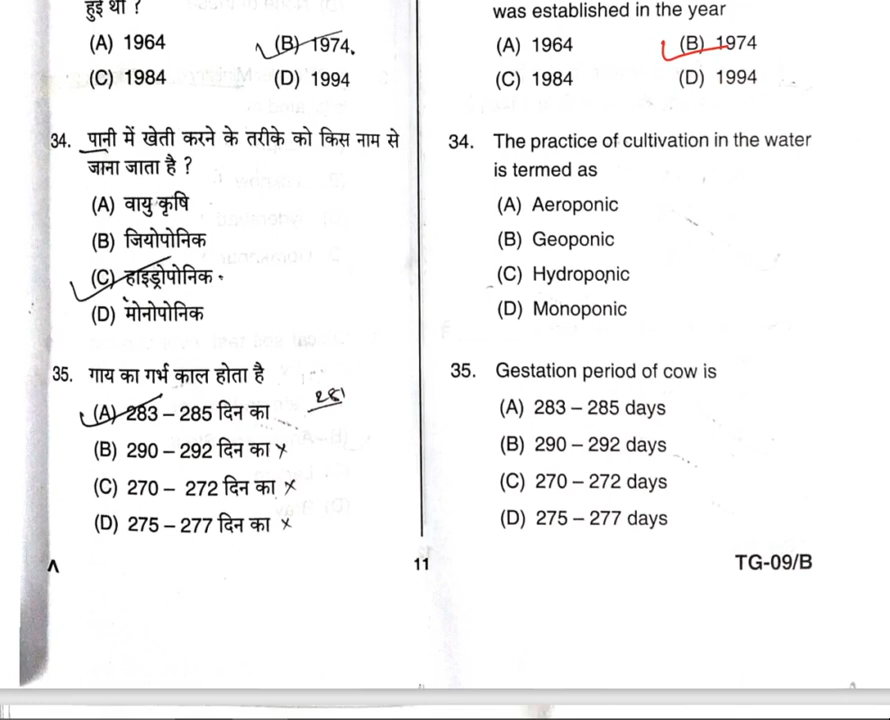 हुई थी ?
(A) 1964
(B) 1974
(C) 1984
(D) 1994
34. पानी में खेती करने के तरीके को किस नाम से
जाना जाता है ?
(A) वायु कृषि
(B) जियोपोनिक
(C) हाइड्रोपोनिक
(D) मोनोपोनिक
35. गाय का गर्भ काल होता है
281
(A) 283 – 285 दिन का
(B) 290 – 292 दिन का ×
(C) 270 – 272 दिन का ×
(D) 275 – 277 दिन का ×
was established in the year
(A) 1964
(B) 1974
(C) 1984
(D) 1994
34. The practice of cultivation in the water
is termed as
(A) Aeroponic
(B) Geoponic
(C) Hydroponic
(D) Monoponic
35. Gestation period of cow is
(A) 283 – 285 days
(B) 290 – 292 days
(C) 270 – 272 days
(D) 275 – 277 days
11
TG-09/B